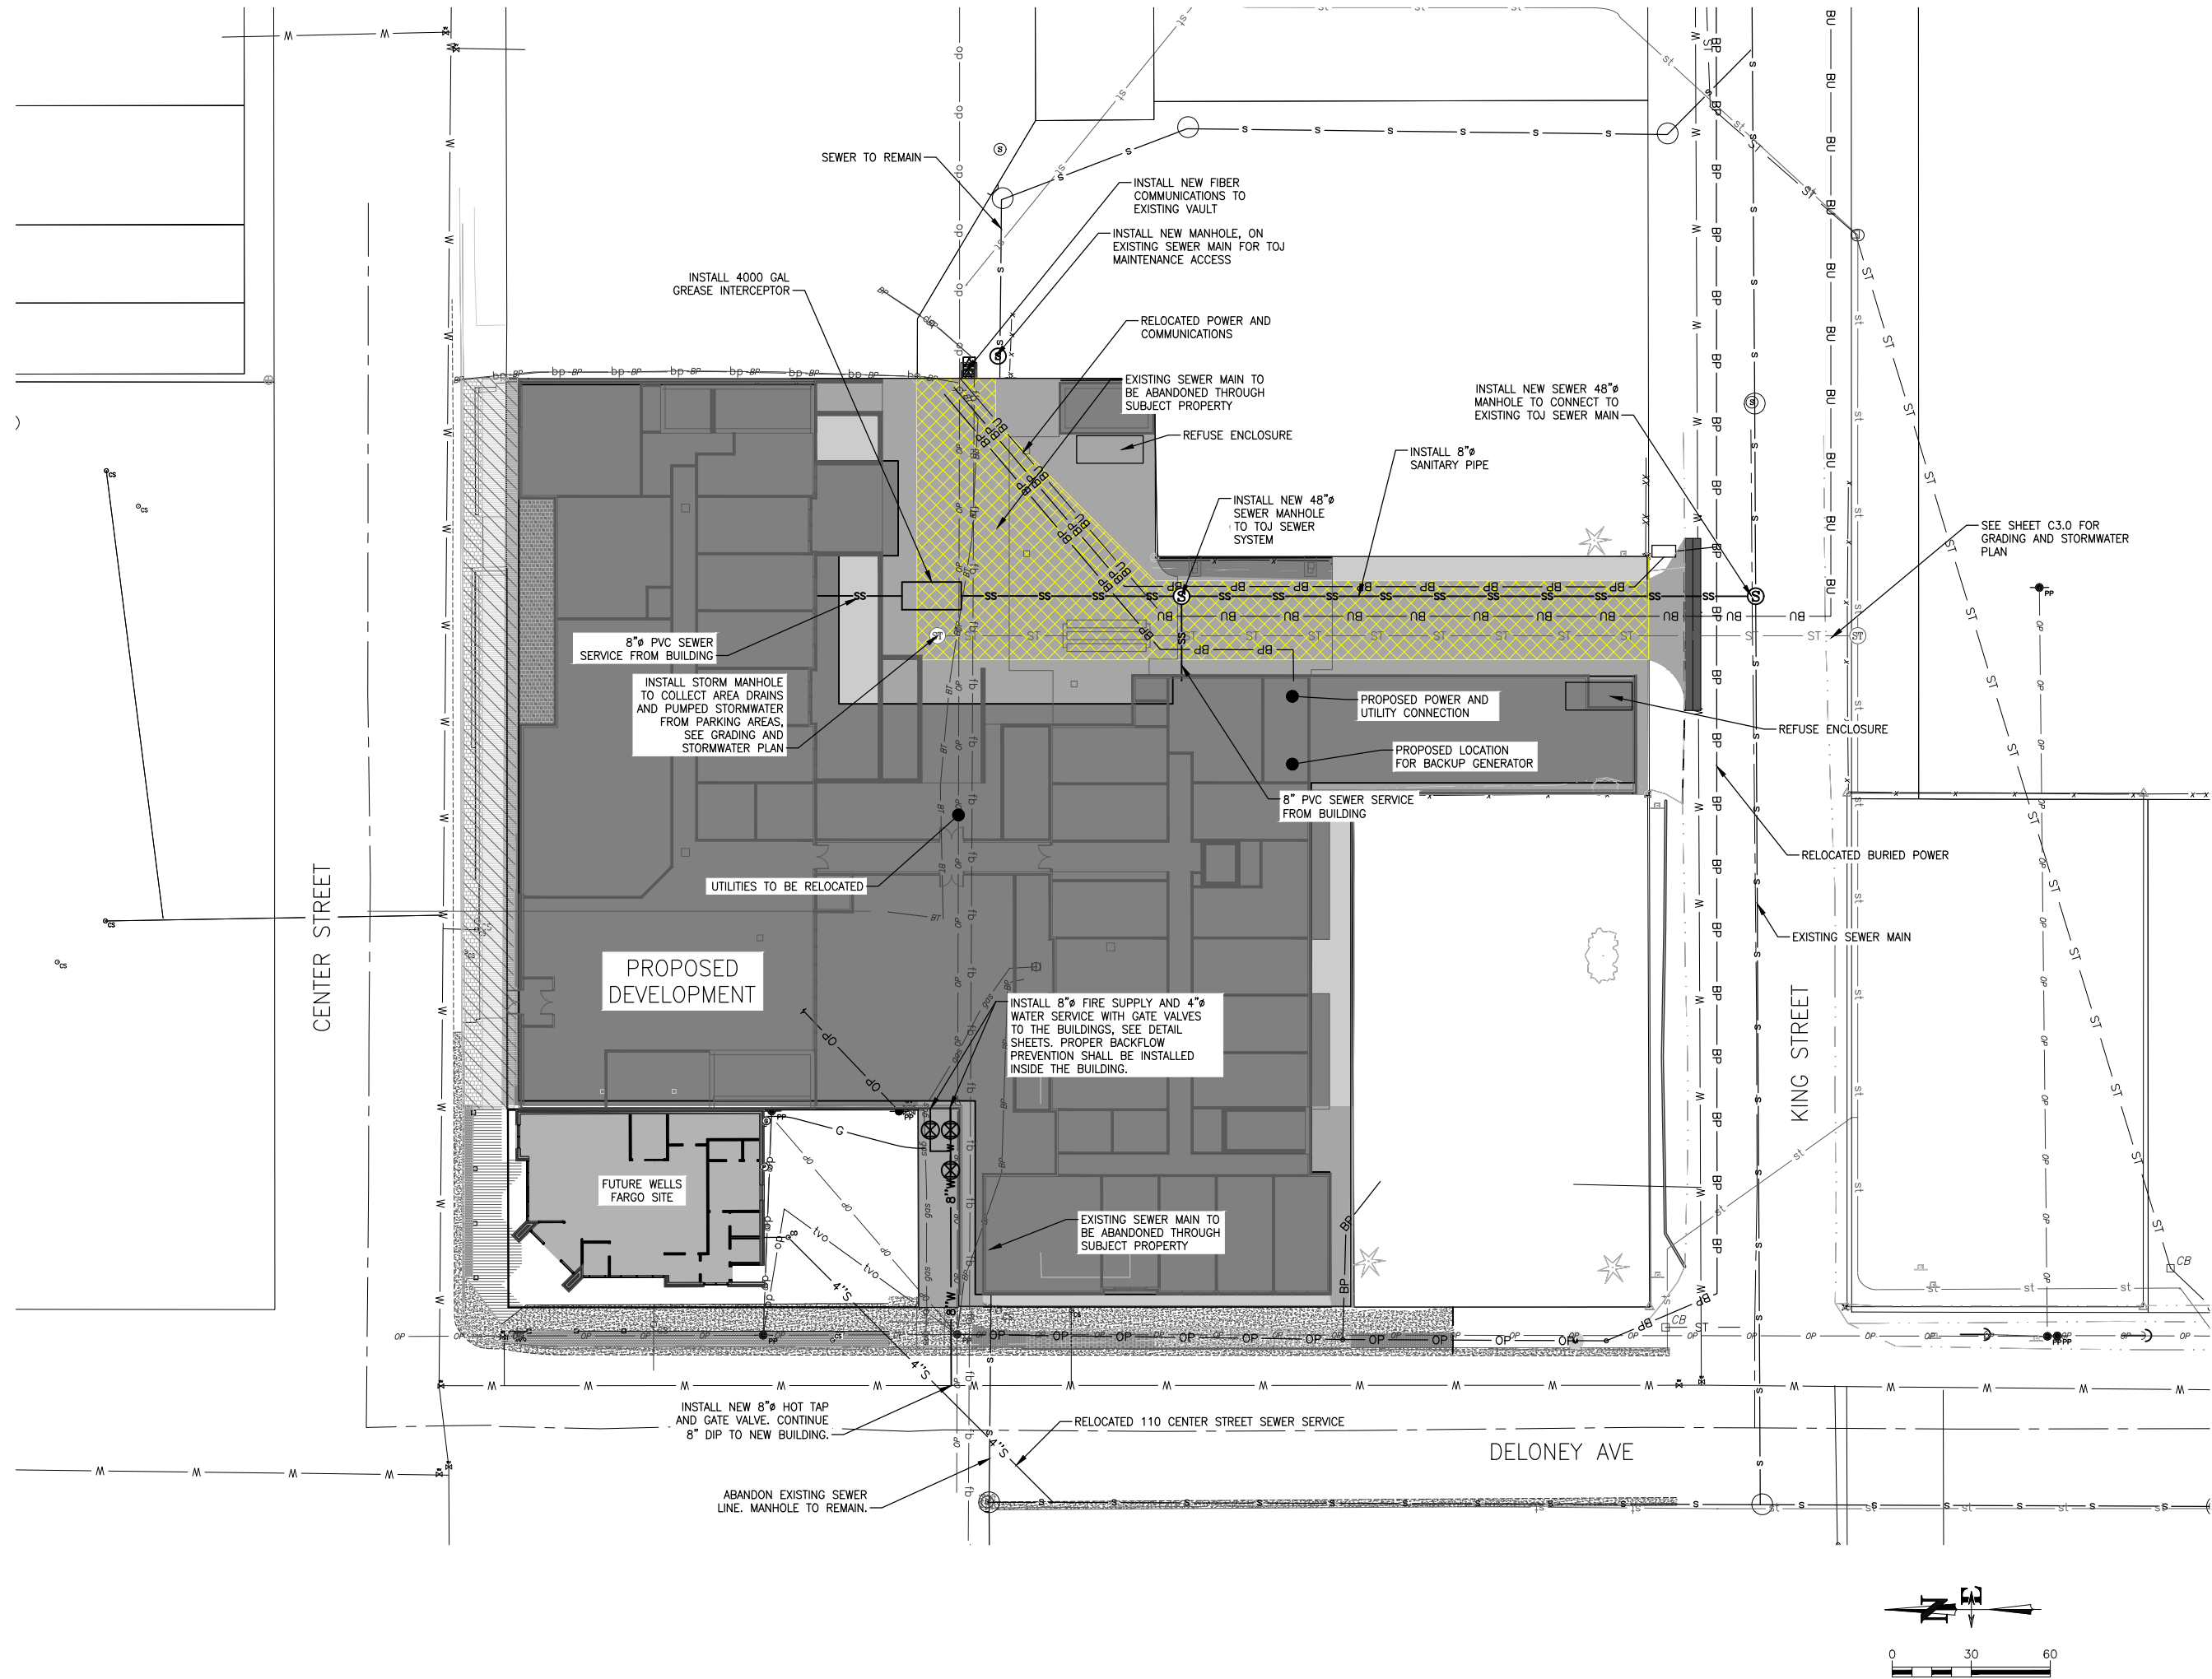 SEWER TO REMAIN
INSTALL NEW FIBER
COMMUNICATIONS TO
EXISTING VAULT
INSTALL NEW MANHOLE, ON
EXISTING SEWER MAIN FOR TOJ
MAINTENANCE ACCESS
INSTALL 4000 GAL
GREASE INTERCEPTOR
RELOCATED POWER AND
COMMUNICATIONS
EXISTING SEWER MAIN TO
BE ABANDONED THROUGH
SUBJECT PROPERTY
INSTALL NEW SEWER 48"ø
MANHOLE TO CONNECT TO
EXISTING TOJ SEWER MAIN
REFUSE ENCLOSURE
INSTALL 8"ø
SANITARY PIPE
INSTALL NEW 48"ø
SEWER MANHOLE
TO TOJ SEWER
SYSTEM
SEE SHEET C3.0 FOR
GRADING AND STORMWATER
PLAN
8"ø PVC SEWER
SERVICE FROM BUILDING
INSTALL STORM MANHOLE
TO COLLECT AREA DRAINS
AND PUMPED STORMWATER
FROM PARKING AREAS,
SEE GRADING AND
STORMWATER PLAN
PROPOSED POWER AND
UTILITY CONNECTION
REFUSE ENCLOSURE
PROPOSED LOCATION
FOR BACKUP GENERATOR
8" PVC SEWER SERVICE
FROM BUILDING
RELOCATED BURIED POWER
UTILITIES TO BE RELOCATED
EXISTING SEWER MAIN
CENTER STREET
PROPOSED
DEVELOPMENT
INSTALL 8"ø FIRE SUPPLY AND 4"ø
WATER SERVICE WITH GATE VALVES
TO THE BUILDINGS, SEE DETAIL
SHEETS. PROPER BACKFLOW
PREVENTION SHALL BE INSTALLED
INSIDE THE BUILDING.
KING STREET
FUTURE WELLS
FARGO SITE
EXISTING SEWER MAIN TO
BE ABANDONED THROUGH
SUBJECT PROPERTY
INSTALL NEW 8"ø HOT TAP
AND GATE VALVE. CONTINUE
8" DIP TO NEW BUILDING.
RELOCATED 110 CENTER STREET SEWER SERVICE
DELONEY AVE
ABANDON EXISTING SEWER
LINE. MANHOLE TO REMAIN.
N E
0 30 60